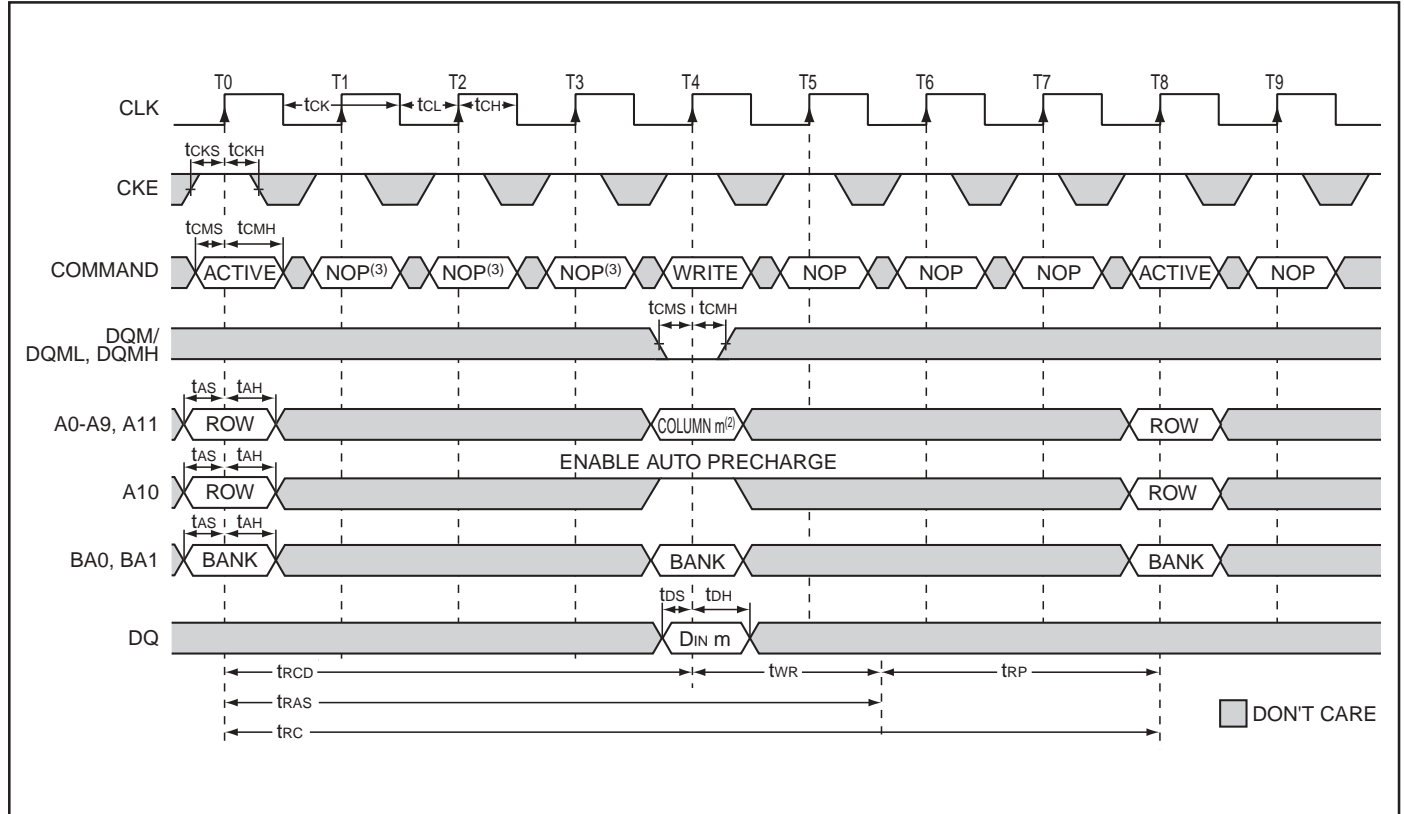 T0 T1 T2 T3 T4 T5 T6 T7 T8 T9
CLK tCK tCL tCH
tCKS tCKH
CKE
tCMS tCMH
COMMAND ACTIVE NOP(3) NOP(3) NOP(3) WRITE NOP NOP NOP ACTIVE NOP
tCMS tCMH
DQM/
DQML, DQMH
tAS tAH
A0-A9, A11 ROW COLUMN m(2) ROW
tAS tAH ENABLE AUTO PRECHARGE
A10 ROW ROW
tAS tAH
BA0, BA1 BANK BANK BANK
tDS tDH
DQ DIN m
tRCD tWR tRP
tRAS
tRC
DON'T CARE